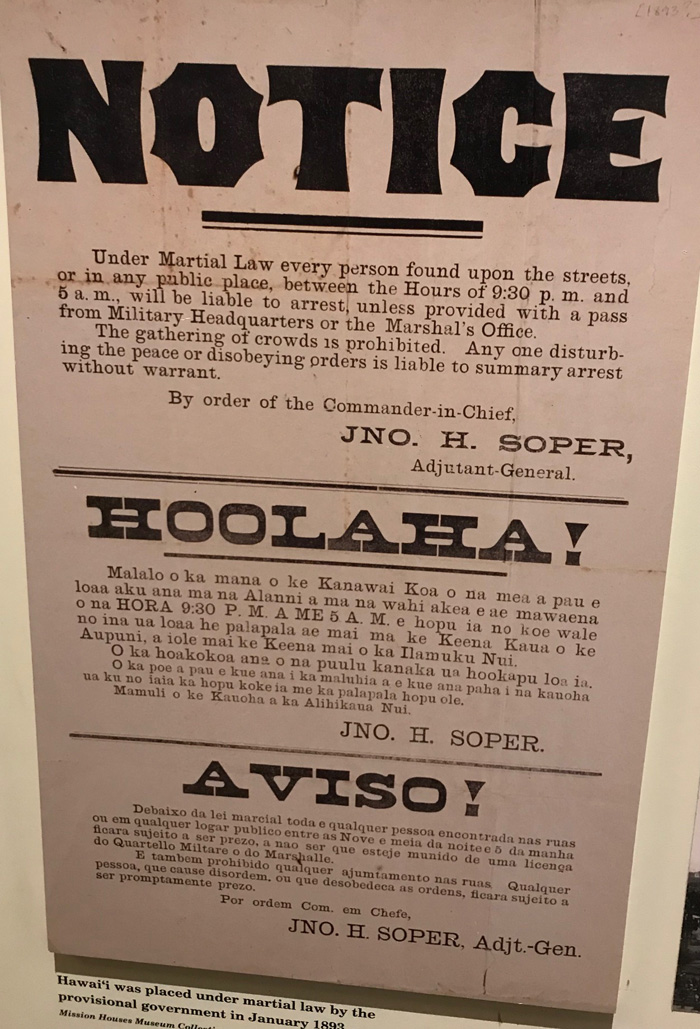 [1893?]
NOTICE
Under Martial Law every person found upon the streets,
or in any public place, between the Hours of 9:30 p. m. and
5 a. m., will be liable to arrest, unless provided with a pass
from Military Headquarters or the Marshal's Office.
The gathering of crowds is prohibited. Any one disturb-
ing the peace or disobeying orders is liable to summary arrest
without warrant.
By order of the Commander-in-Chief,
JNO. H. SOPER,
Adjutant-General.
HOOLAHA!
Malalo o ka mana o ke Kanawai Koa o na mea a pau e
loaa aku ana ma na Alanni a ma na wahi akea e ae mawaena
o na HORA 9:30 P. M. A ME 5 A. M. e hopu ia no koe wale
no ina ua loaa he palapala ae mai ma ke Keena Kaua o ke
Aupuni, a iole mai ke Keena mai o ka Ilamuku Nui.
O ka hoakokoa ana o na puulu kanaka ua hookapu loa ia.
O ka poe a pau e kue ana i ka maluhia a e kue ana paha i na kauoha
ua ku no iaia ka hopu koke ia me ka palapala hopu ole.
Mamuli o ke Kauoha a ka Alihikaua Nui.
JNO. H. SOPER.
AVISO!
Debaixo da lei marcial toda e qualquer pessoa encontrada nas ruas
ou em qualquer logar publico entre as Nove e meia da noite e 5 da manha
ficara sujeito a ser prezo, a nao ser que esteje munido de uma licença
do Quartello Miltare o do Marshalle.
E tambem prohibido qualquer ajumtamento nas ruas Qualquer
pessoa, que cause disordem, ou que desobedeca as ordens, ficara sujeito a
ser promptamente prezo.
Por ordem Com. em Chefe,
JNO. H. SOPER, Adjt.-Gen.
Hawaiʻi was placed under martial law by the
provisional government in January 1893
Mission Houses Museum